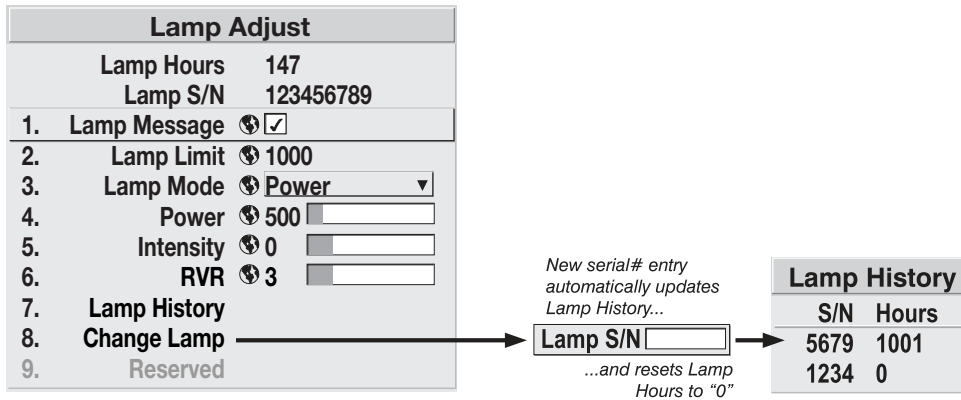 Lamp Adjust
Lamp Hours 147
Lamp S/N 123456789
1. Lamp Message ✓
2. Lamp Limit 1000
3. Lamp Mode Power ▼
4. Power 500
5. Intensity 0
6. RVR 3
7. Lamp History
8. Change Lamp
9. Reserved
New serial# entry
automatically updates
Lamp History...
Lamp S/N
...and resets Lamp
Hours to “0”
Lamp History
S/N Hours
5679 1001
1234 0